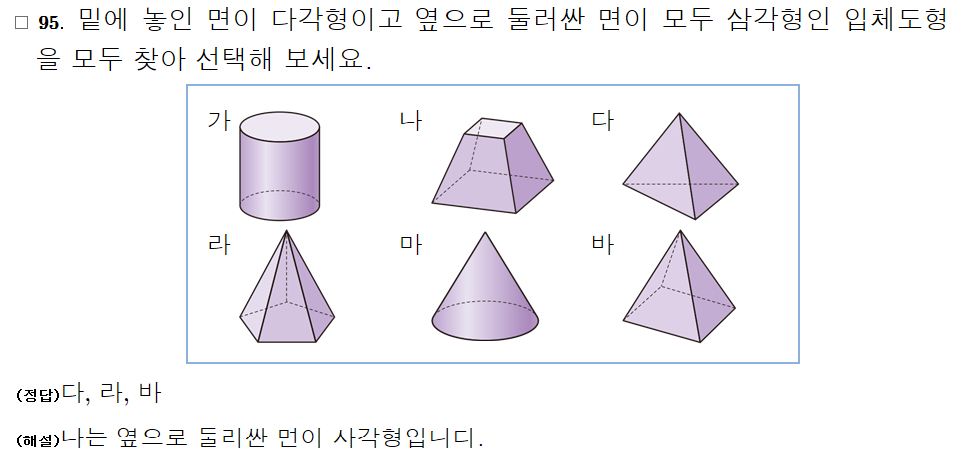 □ 95. 밑에 놓인 면이 다각형이고 옆으로 둘러싼 면이 모두 삼각형인 입체도형
을 모두 찾아 선택해 보세요.
가 나 다
라 마 바
(정답)다, 라, 바
(해설)나는 옆으로 둘리싼 먼이 사각형입니디.